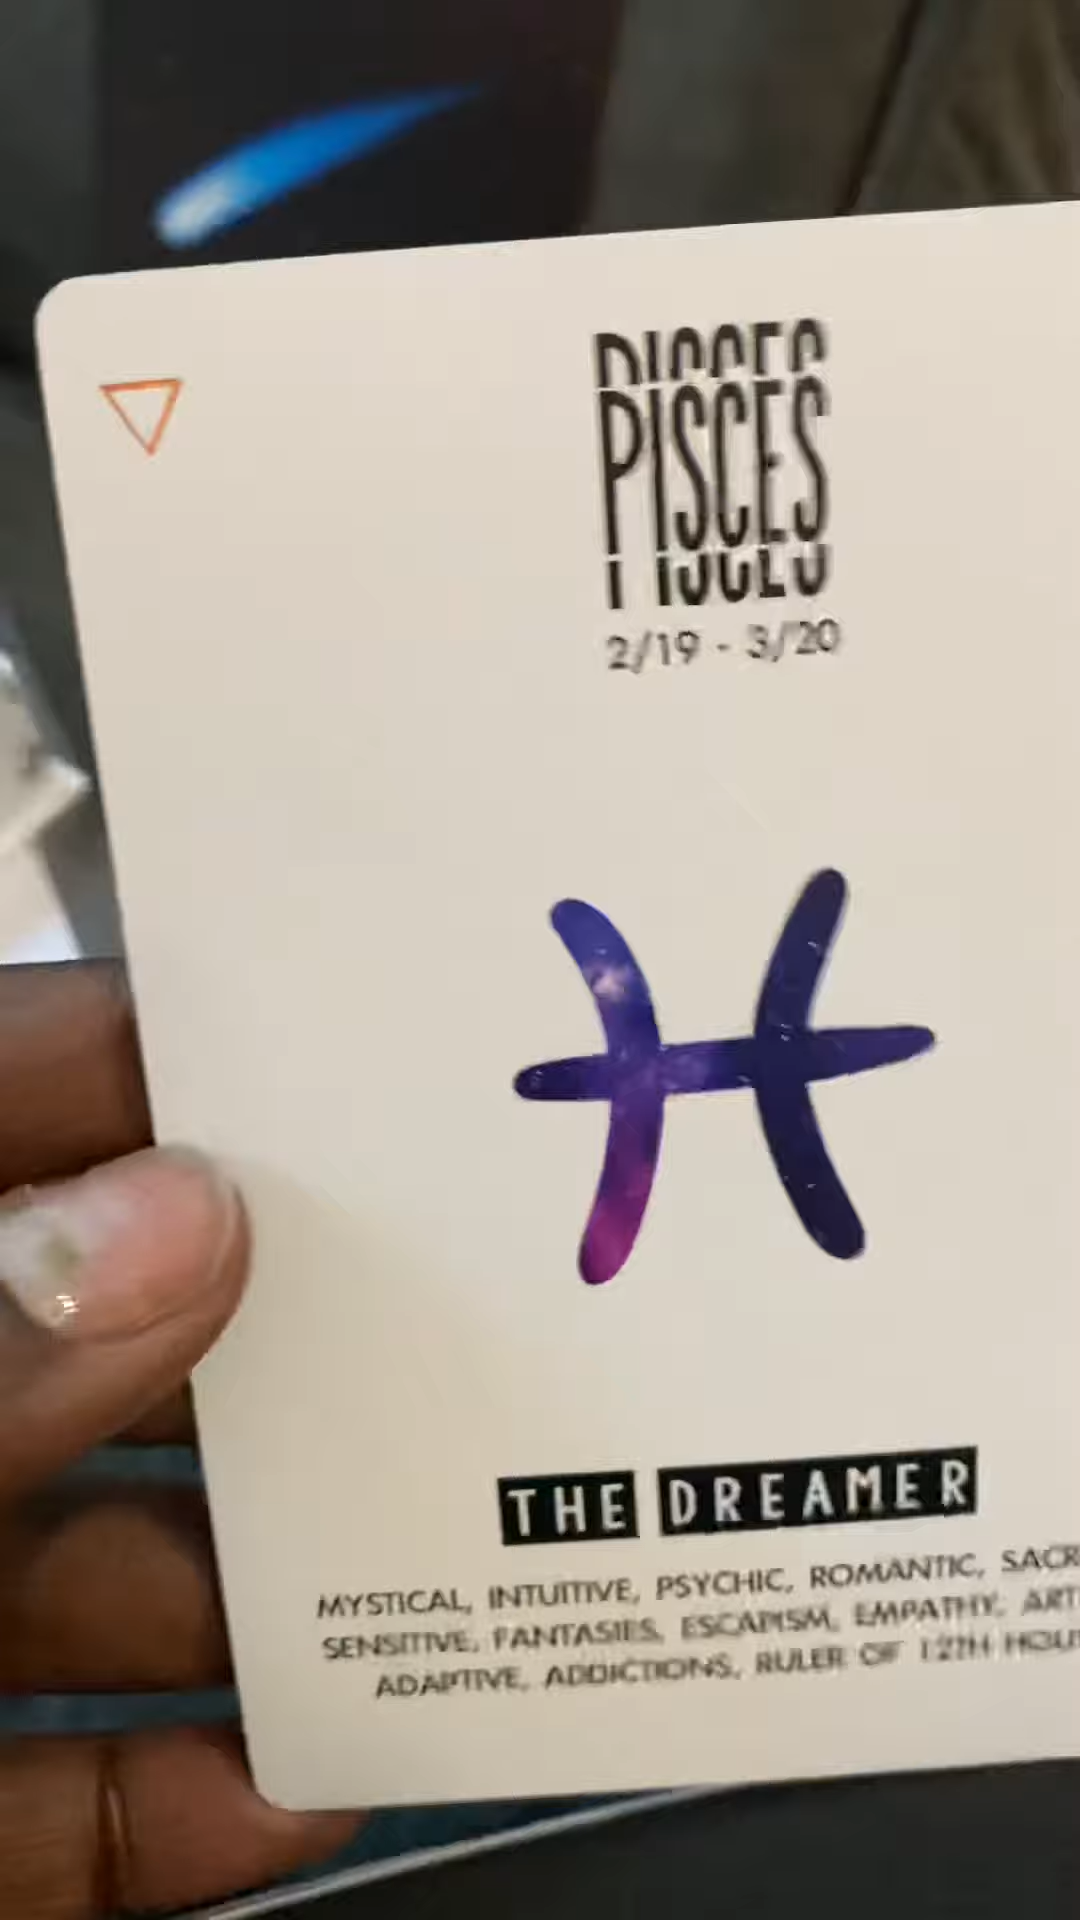 PISCES
2/19 - 3/20
THE DREAMER
MYSTICAL, INTUITIVE, PSYCHIC, ROMANTIC,
SENSITIVE, FANTASIES, ESCAPISM, EMPATHY,
ADAPTIVE, ADDICTIONS, RULER OF 12TH